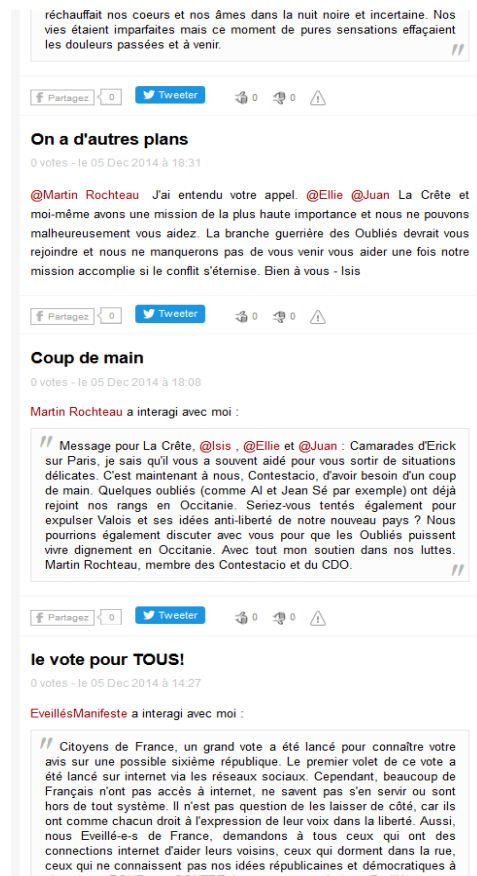 réchauffait nos coeurs et nos âmes dans la nuit noire et incertaine. Nos
vies étaient imparfaites mais ce moment de pures sensations effaçaient
les douleurs passées et à venir.
Partagez 0 Tweeter 0 0
On a d'autres plans
0 votes - le 05 Dec 2014 à 18:31
@Martin Rochteau J'ai entendu votre appel. @Ellie @Juan La Crête et
moi-même avons une mission de la plus haute importance et nous ne pouvons
malheureusement vous aidez. La branche guerrière des Oubliés devrait vous
rejoindre et nous ne manquerons pas de vous venir vous aider une fois notre
mission accomplie si le conflit s'éternise. Bien à vous - Isis
Partagez 0 Tweeter 0 0
Coup de main
0 votes - le 05 Dec 2014 à 18:08
Martin Rochteau a interagi avec moi :
Message pour La Crête, @Isis , @Ellie et @Juan : Camarades d'Erick
sur Paris, je sais qu'il vous a souvent aidé pour vous sortir de situations
délicates. C'est maintenant à nous, Contestacio, d'avoir besoin d'un coup
de main. Quelques oubliés (comme Al et Jean Sé par exemple) ont déjà
rejoint nos rangs en Occitanie. Seriez-vous tentés également pour
expulser Valois et ses idées anti-liberté de notre nouveau pays ? Nous
pourrions également discuter avec vous pour que les Oubliés puissent
vivre dignement en Occitanie. Avec tout mon soutien dans nos luttes.
Martin Rochteau, membre des Contestacio et du CDO.
Partagez 0 Tweeter 0 0
le vote pour TOUS!
0 votes - le 05 Dec 2014 à 14:27
EveillésManifeste a interagi avec moi :
Citoyens de France, un grand vote a été lancé pour connaître votre
avis sur une possible sixième république. Le premier volet de ce vote a
été lancé sur internet via les réseaux sociaux. Cependant, beaucoup de
Français n'ont pas accès à internet, ne savent pas s'en servir ou sont
hors de tout système. Il n'est pas question de les laisser de côté, car ils
ont comme chacun droit à l'expression de leur voix dans la liberté. Aussi,
nous Eveillé-e-s de France, demandons à tous ceux qui ont des
connections internet d'aider leurs voisins, ceux qui dorment dans la rue,
ceux qui ne connaissent pas nos idées républicaines et démocratiques à